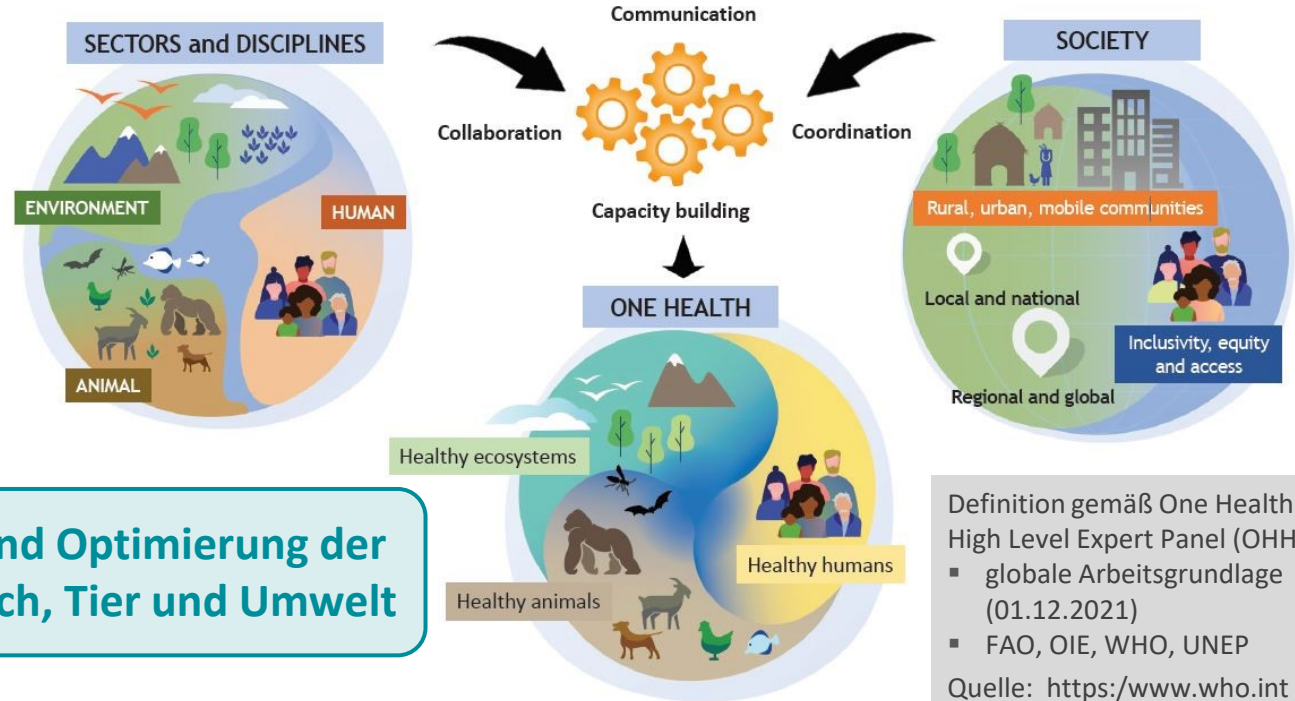 Communication
SECTORS and DISCIPLINES
SOCIETY
Collaboration
Coordination
ENVIRONMENT
HUMAN
Capacity building
Rural, urban, mobile communities
Local and national
ONE HEALTH
Inclusivity, equity
and access
ANIMAL
Regional and global
Healthy ecosystems
Healthy humans
Healthy animals
nd Optimierung der
ch, Tier und Umwelt
Definition gemäß One Health
High Level Expert Panel (OHH
▪ globale Arbeitsgrundlage
(01.12.2021)
▪ FAO, OIE, WHO, UNEP
Quelle: https:/www.who.int